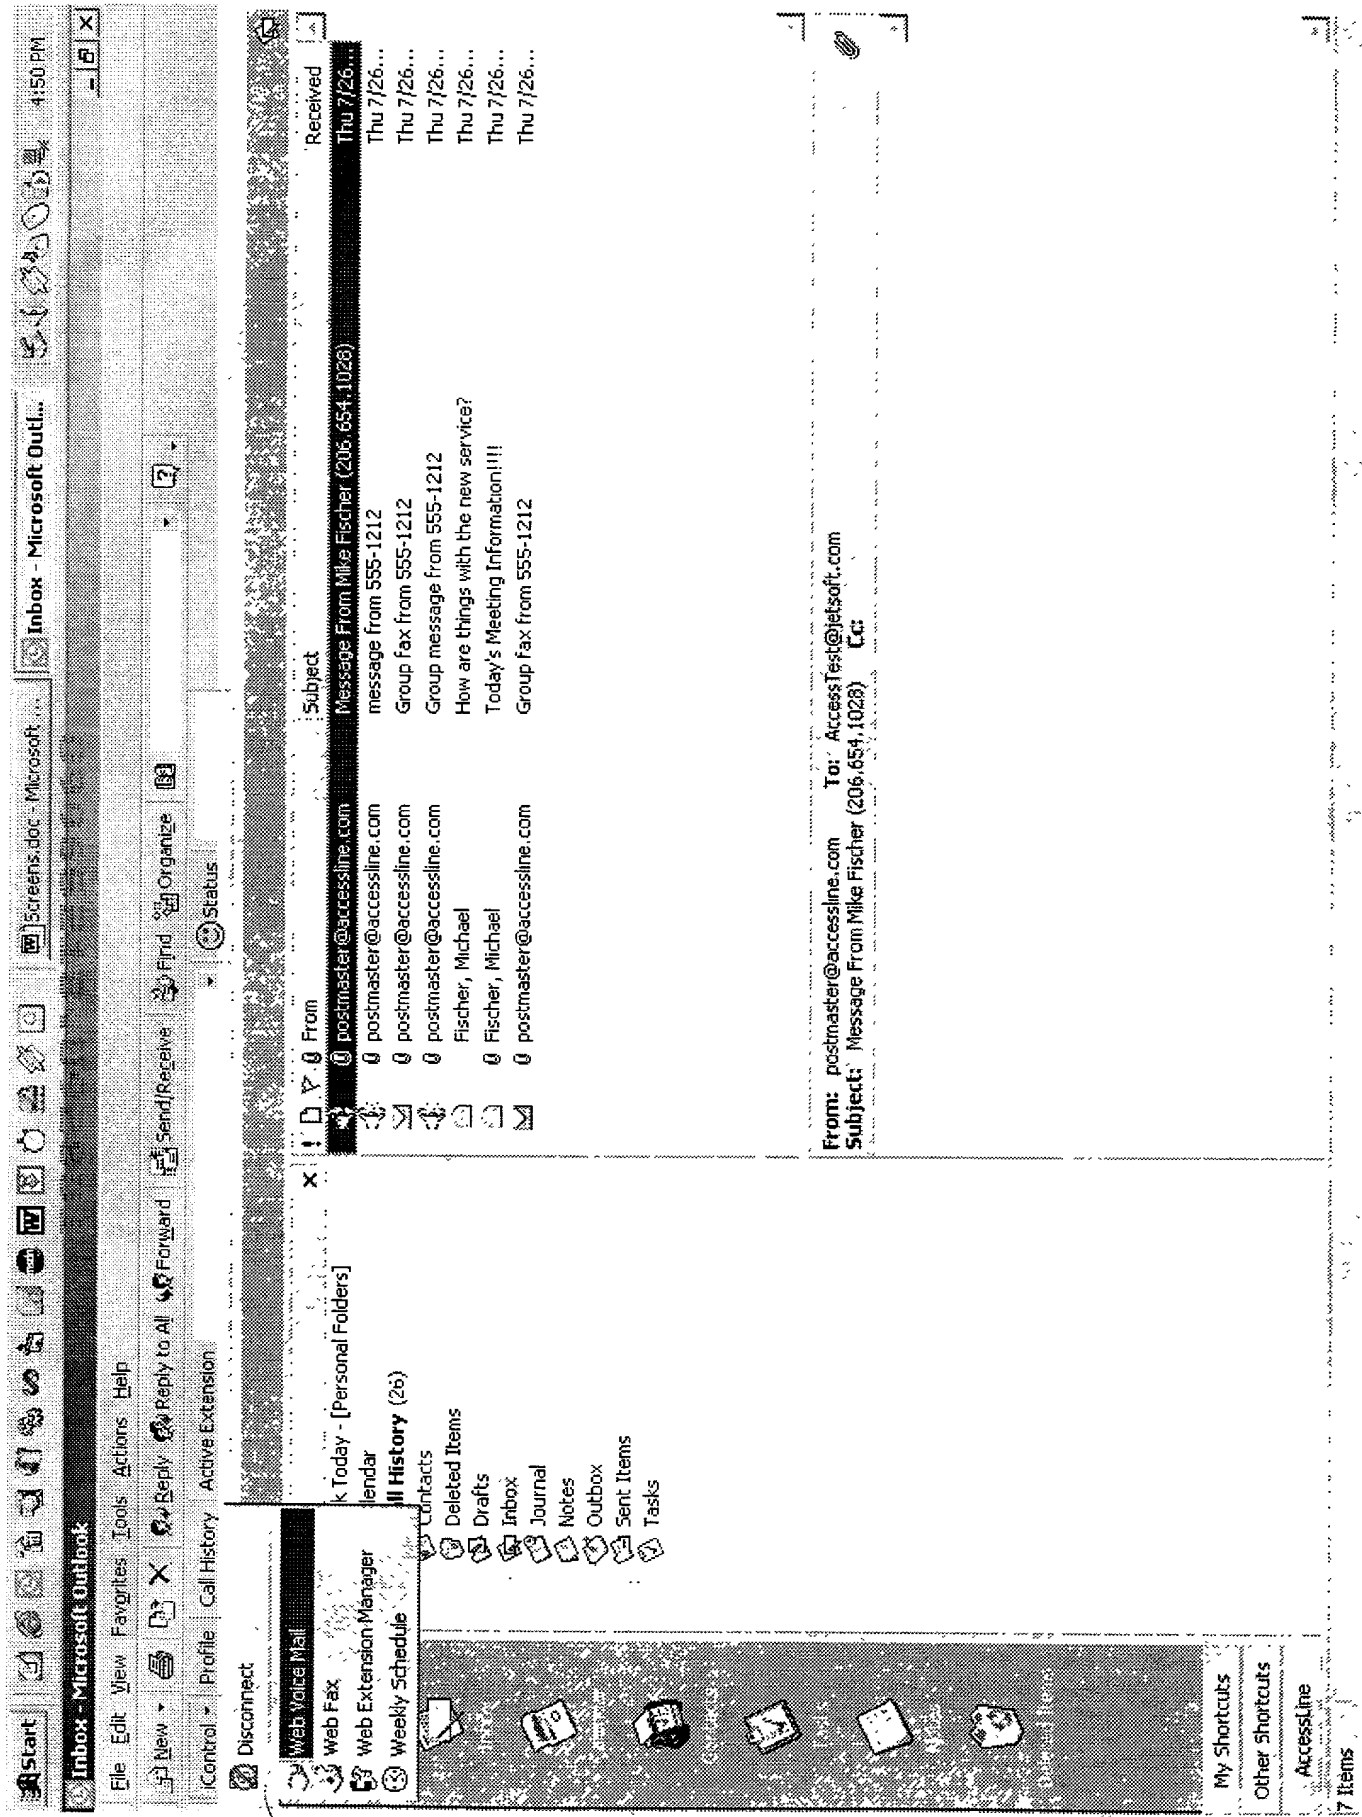 Start
Screens.doc - Microsoft ...
Inbox - Microsoft Outl...
4:50 PM
Inbox - Microsoft Outlook
File Edit View Favorites Tools Actions Help
New Reply Reply to All Forward Send/Receive Find Organize
iControl Profile Call History Active Extension Status
Disconnect
Web Voice Mail
Web Fax
Web Extension Manager
Weekly Schedule
k Today - [Personal Folders]
lendar
ll History (26)
Contacts
Deleted Items
Drafts
Inbox
Journal
Notes
Outbox
Sent Items
Tasks
My Shortcuts
Other Shortcuts
AccessLine
! From Subject Received
postmaster@accessline.com Message From Mike Fischer (206.654.1028) Thu 7/26...
postmaster@accessline.com message from 555-1212 Thu 7/26...
postmaster@accessline.com Group fax from 555-1212 Thu 7/26...
postmaster@accessline.com Group message from 555-1212 Thu 7/26...
Fischer, Michael How are things with the new service? Thu 7/26...
Fischer, Michael Today's Meeting Information!!!! Thu 7/26...
postmaster@accessline.com Group fax from 555-1212 Thu 7/26...
From: postmaster@accessline.com To: AccessTest@jetsoft.com
Subject: Message From Mike Fischer (206.654.1028) Cc:
7 Items